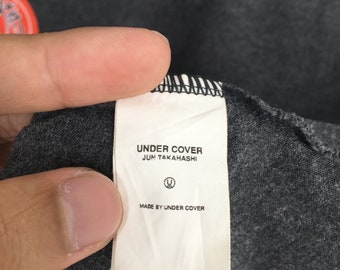 UNDER COVER
JUN TAKAHASHI
U
MADE BY UNDER COVER